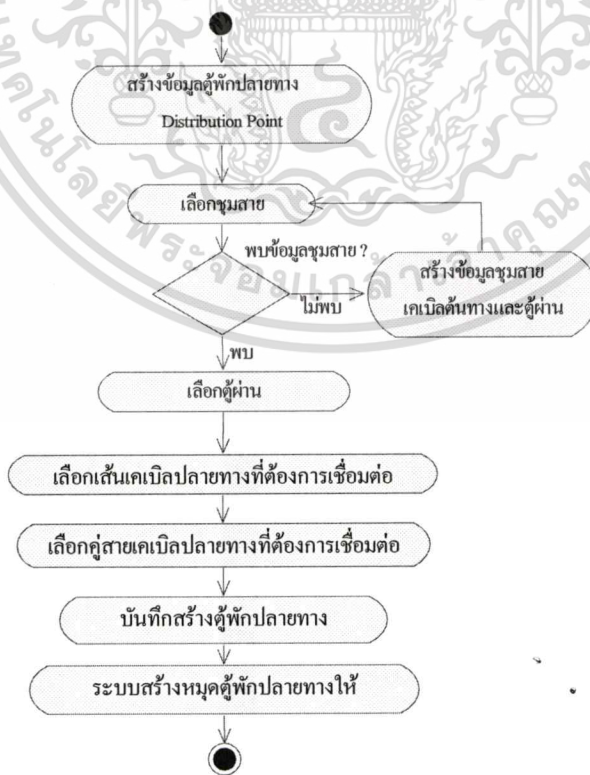 สร้างข้อมูลตู้พักปลายทาง
Distribution Point
เลือกชุมสาย
พบข้อมูลชุมสาย ?
สร้างข้อมูลชุมสาย
เคเบิลต้นทางและตู้ผ่าน
ไม่พบ
พบ
เลือกตู้ผ่าน
เลือกเส้นเคเบิลปลายทางที่ต้องการเชื่อมต่อ
เลือกคู่สายเคเบิลปลายทางที่ต้องการเชื่อมต่อ
บันทึกสร้างตู้พักปลายทาง
ระบบสร้างหมุดตู้พักปลายทางให้